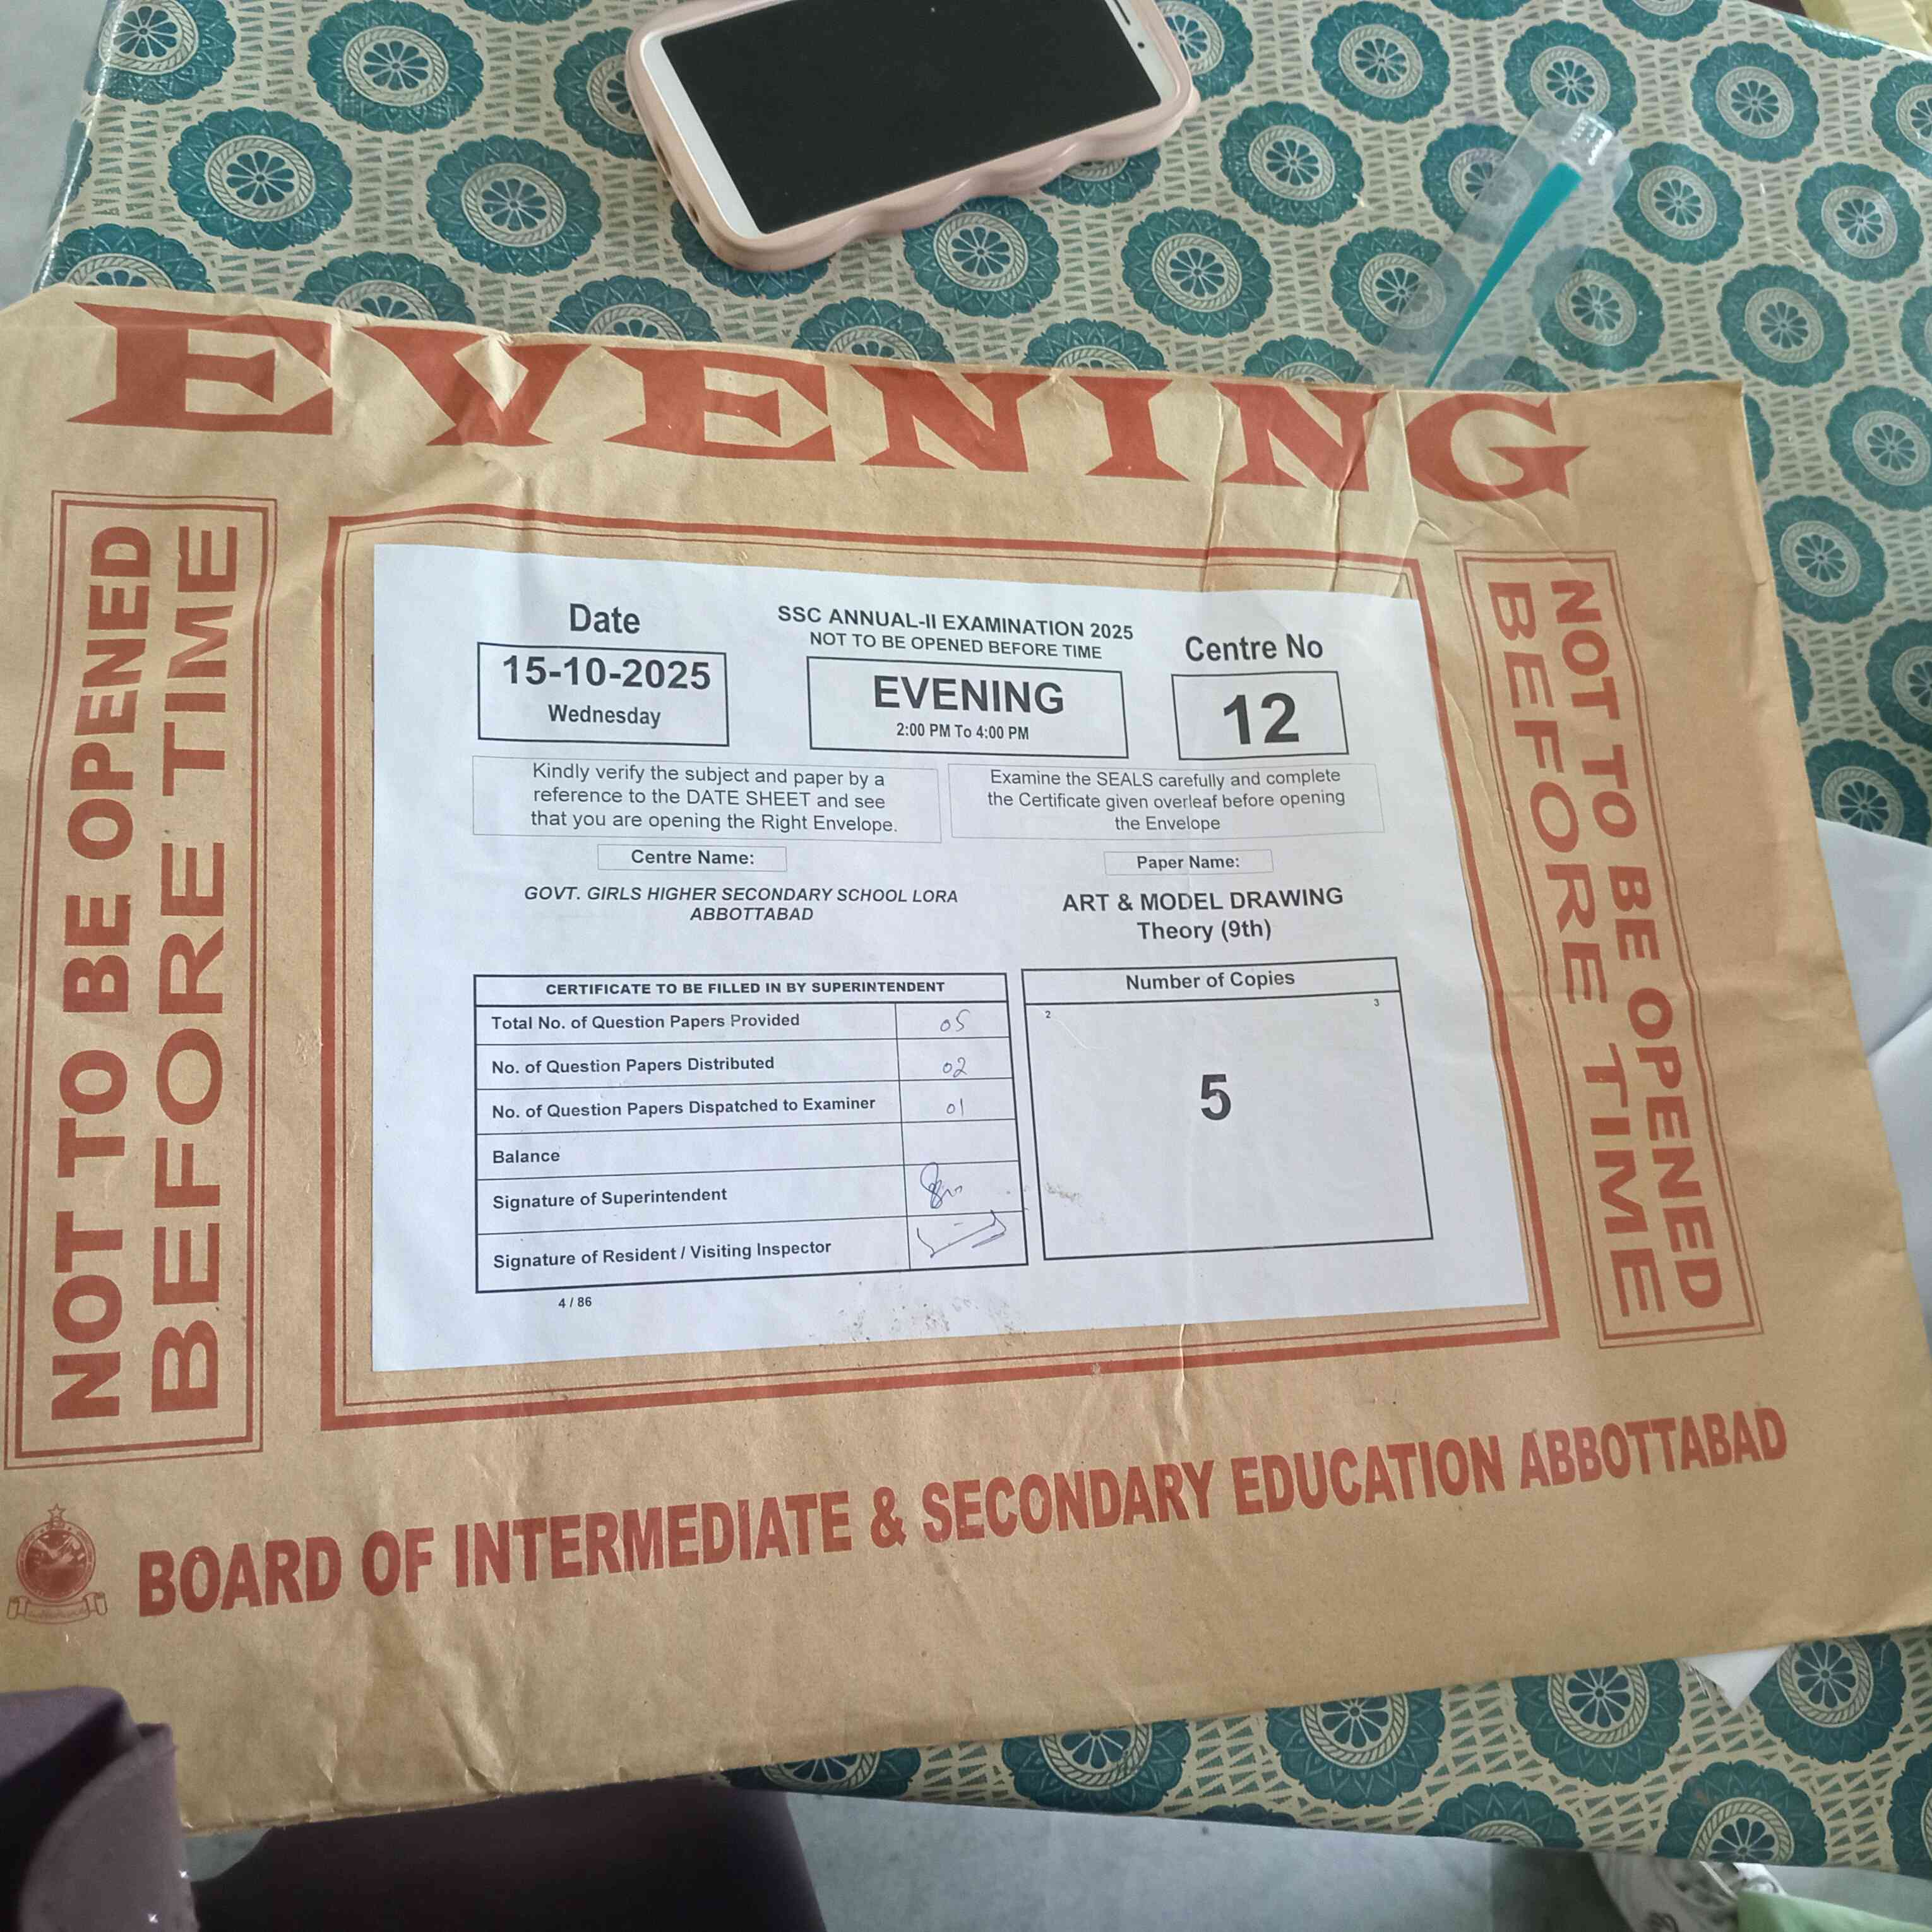 EVENING
NOT TO BE OPENED
BEFORE TIME
Date
15-10-2025
Wednesday
SSC ANNUAL-II EXAMINATION 2025
NOT TO BE OPENED BEFORE TIME
EVENING
2:00 PM To 4:00 PM
Centre No
12
Kindly verify the subject and paper by a
reference to the DATE SHEET and see
that you are opening the Right Envelope.
Examine the SEALS carefully and complete
the Certificate given overleaf before opening
the Envelope
Centre Name:
GOVT. GIRLS HIGHER SECONDARY SCHOOL LORA
ABBOTTABAD
Paper Name:
ART & MODEL DRAWING
Theory (9th)
CERTIFICATE TO BE FILLED IN BY SUPERINTENDENT
Total No. of Question Papers Provided 05
No. of Question Papers Distributed 02
No. of Question Papers Dispatched to Examiner 01
Balance
Signature of Superintendent
Signature of Resident / Visiting Inspector
4 / 86
Number of Copies
2 3
5
NOT TO BE OPENED
BEFORE TIME
BOARD OF INTERMEDIATE & SECONDARY EDUCATION ABBOTTABAD